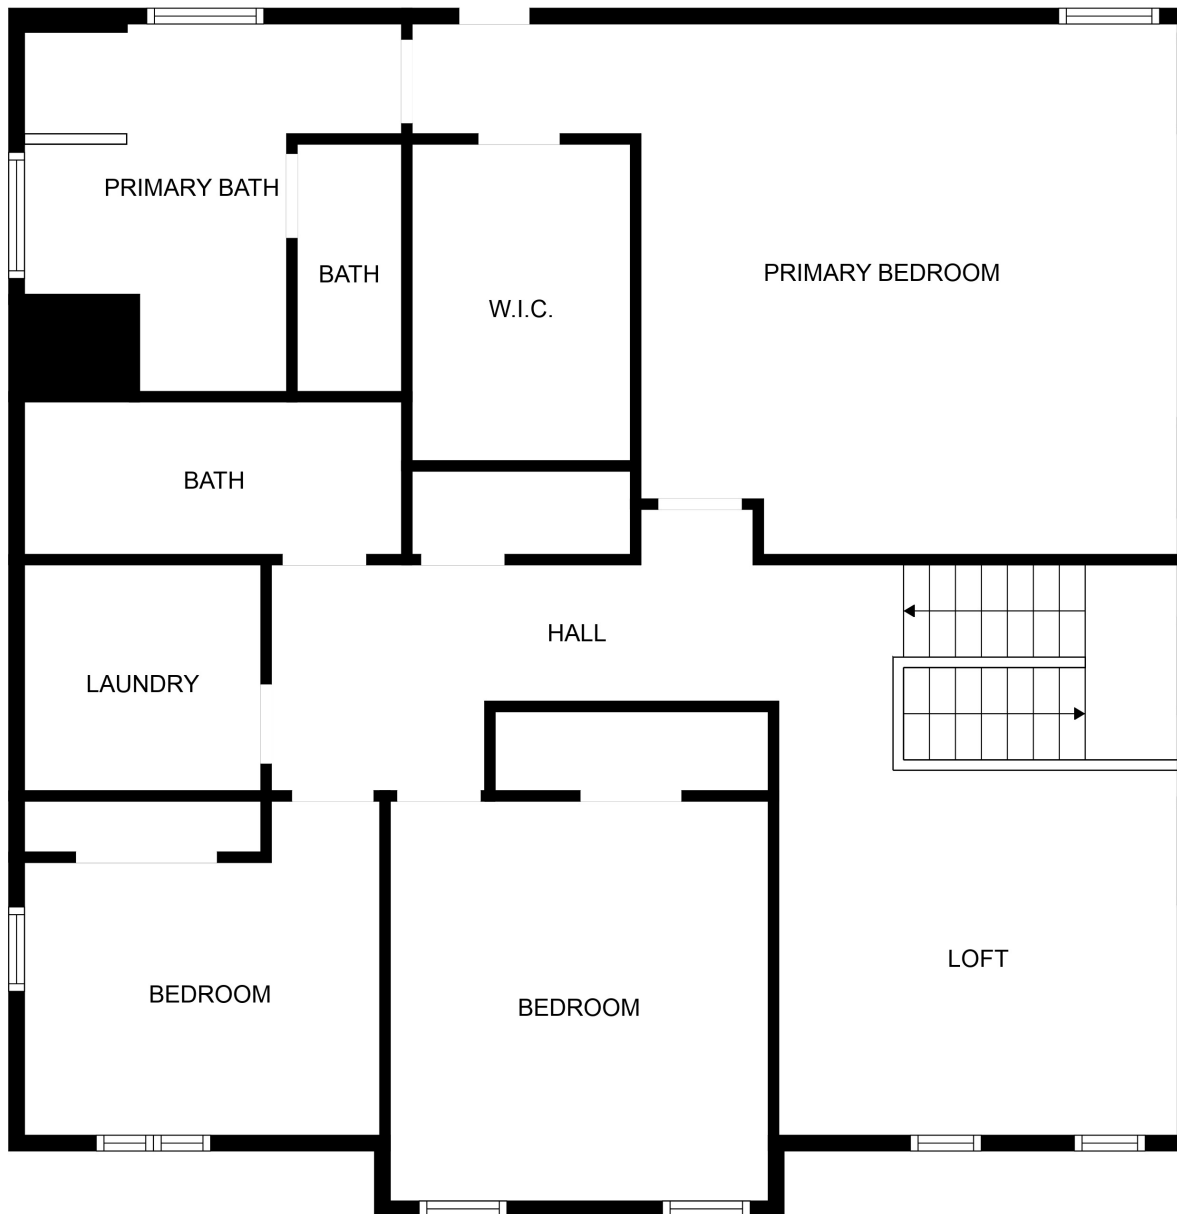 PRIMARY BATH
BATH
W.I.C.
PRIMARY BEDROOM
BATH
HALL
LAUNDRY
BEDROOM
BEDROOM
LOFT